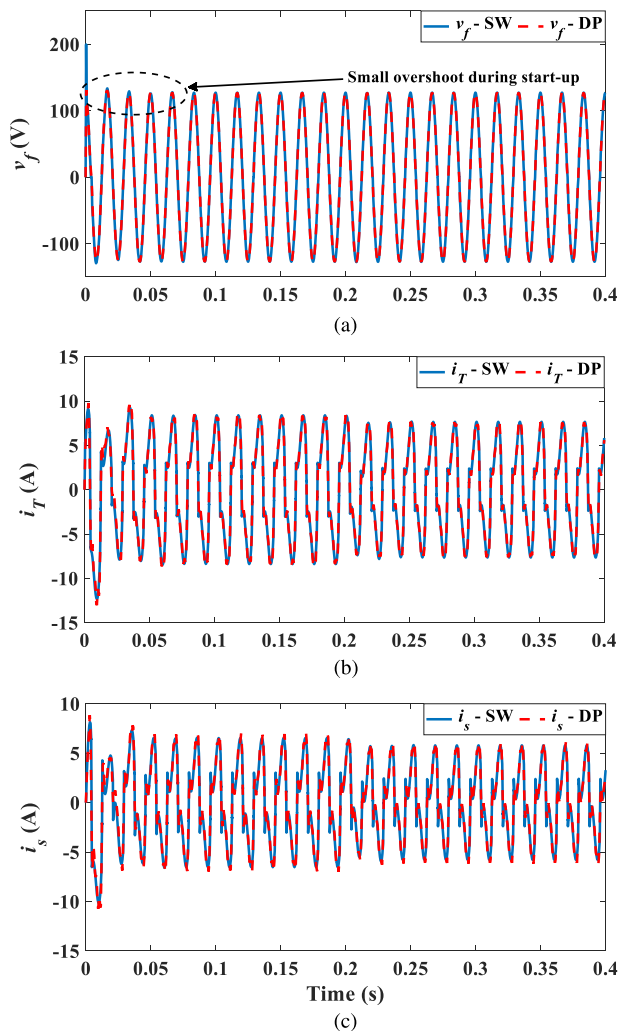 v_f - SW v_f - DP
Small overshoot during start-up
200
100
0
-100
v_f (V)
0 0.05 0.1 0.15 0.2 0.25 0.3 0.35 0.4
(a)
i_T - SW i_T - DP
15
10
5
0
-5
-10
-15
i_T (A)
0 0.05 0.1 0.15 0.2 0.25 0.3 0.35 0.4
(b)
i_s - SW i_s - DP
10
5
0
-5
-10
-15
i_s (A)
0 0.05 0.1 0.15 0.2 0.25 0.3 0.35 0.4
Time (s)
(c)